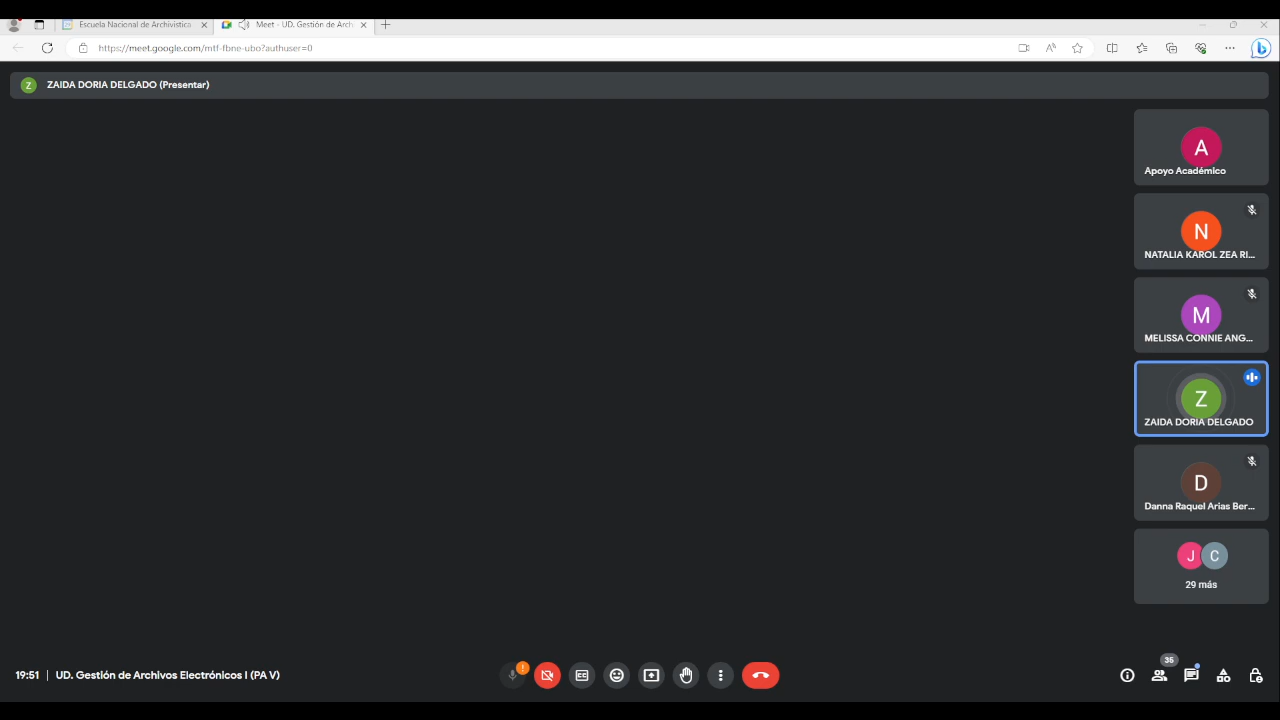 Escuela Nacional de Archivística
Meet - UD. Gestión de Arch
https://meet.google.com/mtf-fbne-ubo?authuser=0
Z
ZAIDA DORIA DELGADO (Presentar)
A
Apoyo Académico
N
NATALIA KAROL ZEA RI...
M
MELISSA CONNIE ANG...
Z
ZAIDA DORIA DELGADO
D
Danna Raquel Arias Ber...
J C
29 más
19:51 | UD. Gestión de Archivos Electrónicos I (PA V)
35